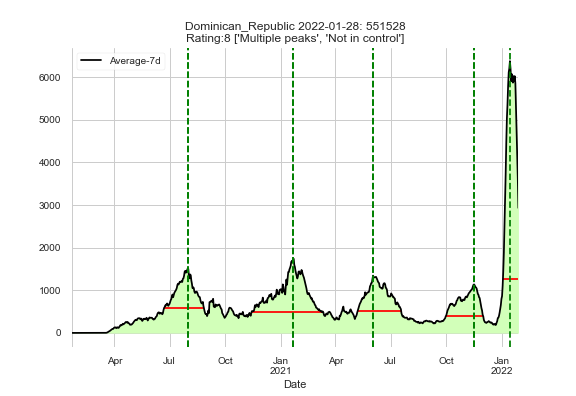 Dominican_Republic 2022-01-28: 551528
Rating:8 ['Multiple peaks', 'Not in control']
Average-7d
6000
5000
4000
3000
2000
1000
0
Apr Jul Oct Jan Apr Jul Oct Jan
2021 2022
Date